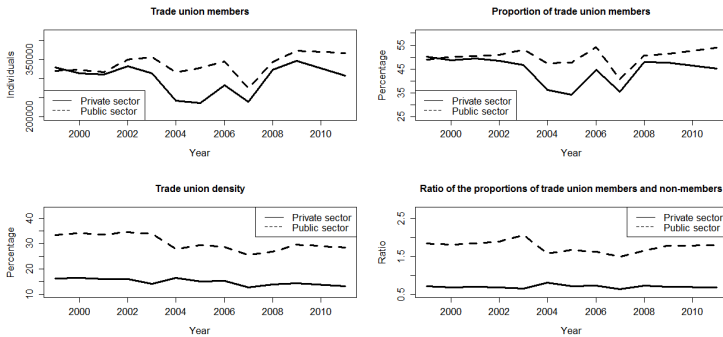 Trade union members
Individuals
200000 350000
Private sector
Public sector
2000 2002 2004 2006 2008 2010
Year
Proportion of trade union members
Percentage
25 35 45 55
Private sector
Public sector
2000 2002 2004 2006 2008 2010
Year
Trade union density
Percentage
10 20 30 40
Private sector
Public sector
2000 2002 2004 2006 2008 2010
Year
Ratio of the proportions of trade union members and non-members
Ratio
0.5 1.5 2.5
Private sector
Public sector
2000 2002 2004 2006 2008 2010
Year